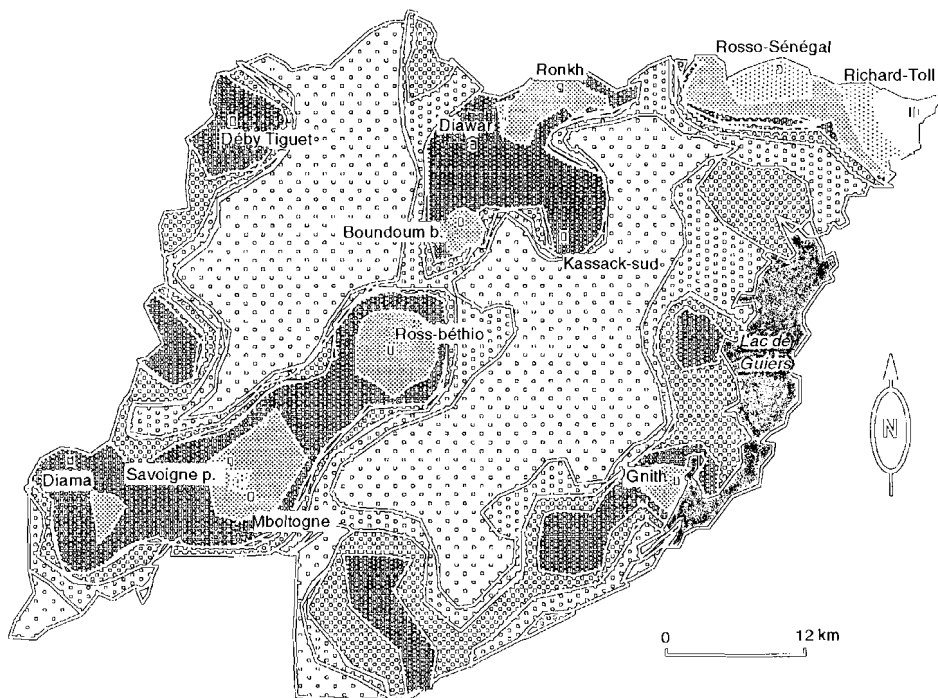 Rosso-Sénégal
Ronkh
Richard-Toll
Diawar
Déby Tiguet
Boundoum b.
Kassack-sud
Ross-béthio
Lac de
Guiers
N
Gnith
Diama
Savoigne p.
Mboltogne
0 12 km